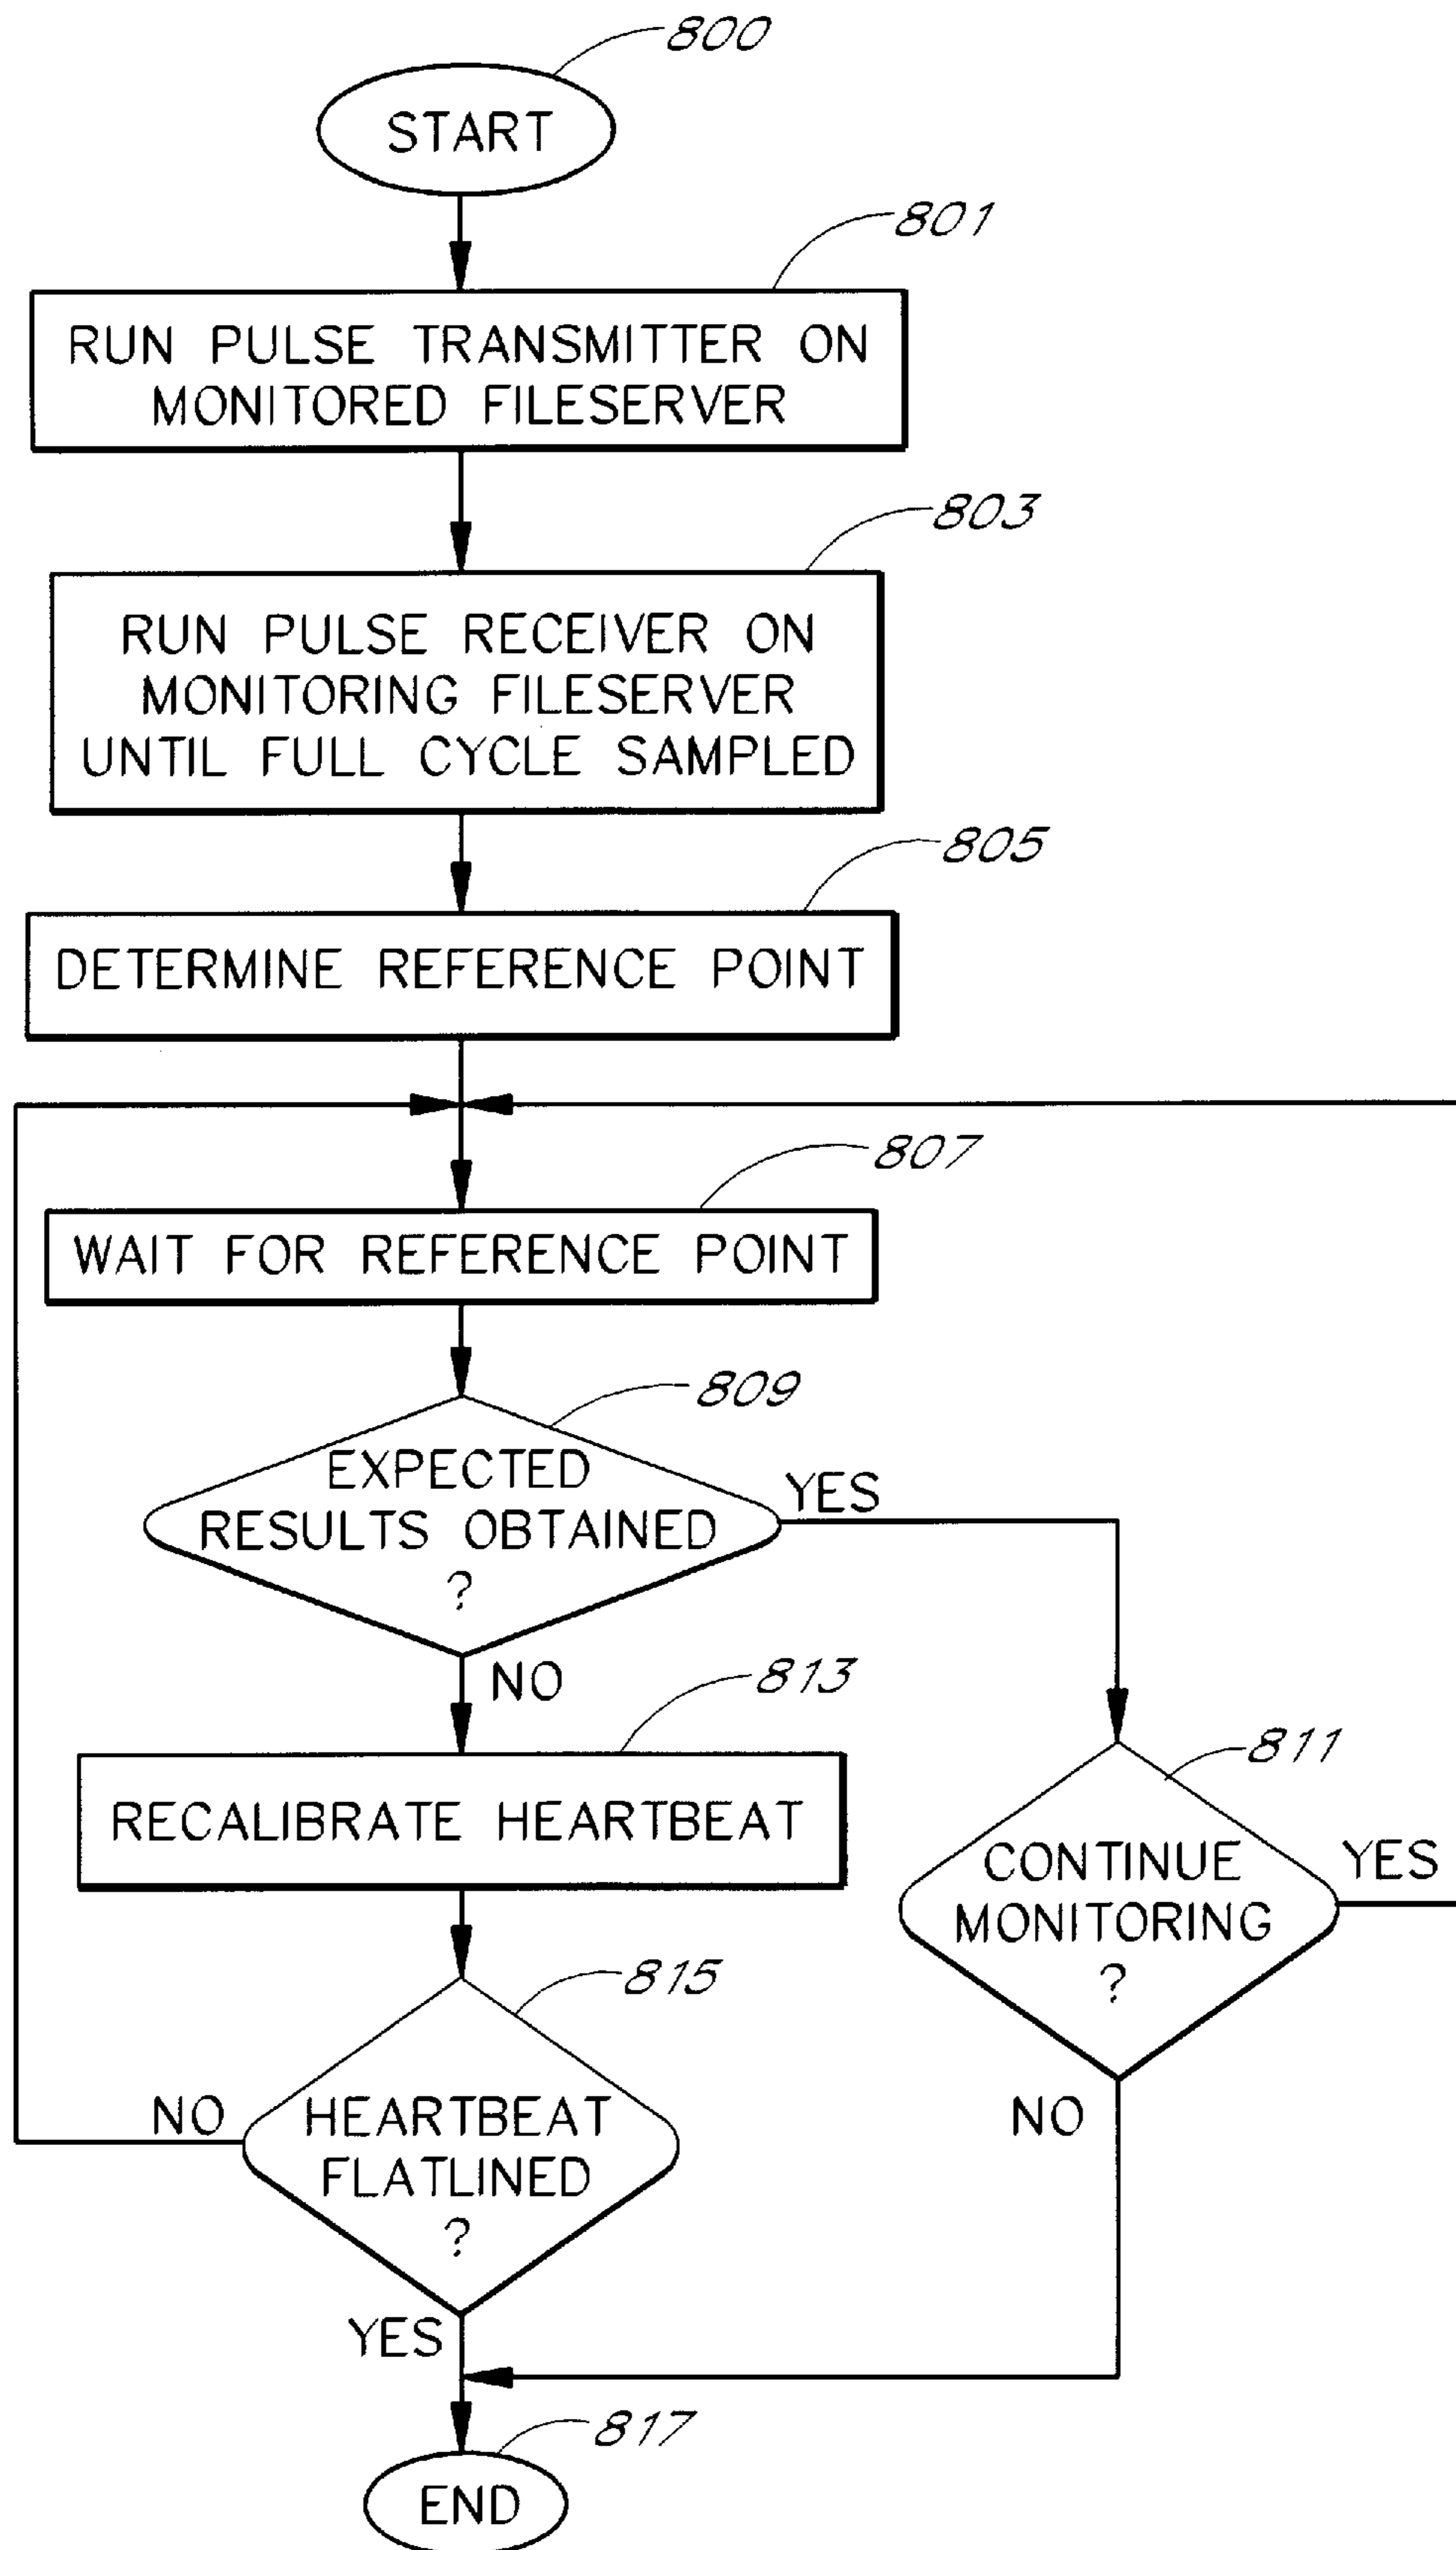 800
START
801
RUN PULSE TRANSMITTER ON
MONITORED FILESERVER
803
RUN PULSE RECEIVER ON
MONITORING FILESERVER
UNTIL FULL CYCLE SAMPLED
805
DETERMINE REFERENCE POINT
807
WAIT FOR REFERENCE POINT
809
EXPECTED
RESULTS OBTAINED
?
YES
NO
813
RECALIBRATE HEARTBEAT
811
CONTINUE
MONITORING
?
YES
NO
815
HEARTBEAT
FLATLINED
?
NO
YES
817
END